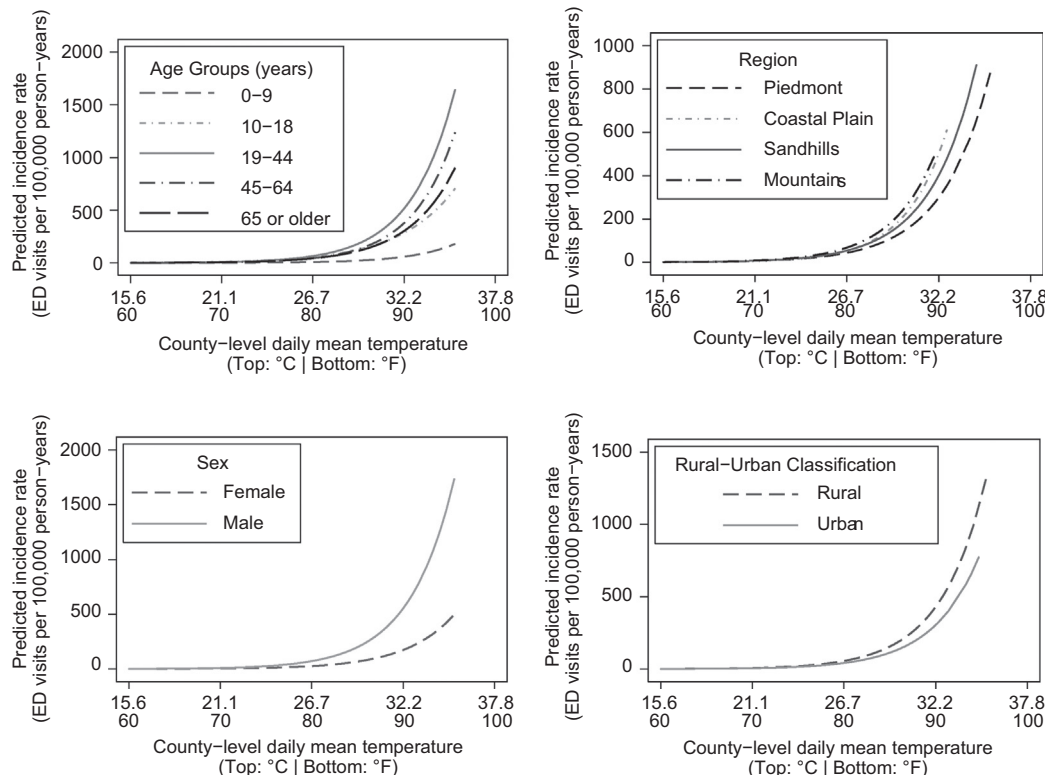 Predicted incidence rate
(ED visits per 100,000 person−years)
2000
1500
1000
500
0
Age Groups (years)
0−9
10−18
19−44
45−64
65 or older
15.6 21.1 26.7 32.2 37.8
60 70 80 90 100
County−level daily mean temperature
(Top: °C | Bottom: °F)
Predicted incidence rate
(ED visits per 100,000 person−years)
1000
800
600
400
200
0
Region
Piedmont
Coastal Plain
Sandhills
Mountains
15.6 21.1 26.7 32.2 37.8
60 70 80 90 100
County−level daily mean temperature
(Top: °C | Bottom: °F)
Predicted incidence rate
(ED visits per 100,000 person−years)
2000
1500
1000
500
0
Sex
Female
Male
15.6 21.1 26.7 32.2 37.8
60 70 80 90 100
County−level daily mean temperature
(Top: °C | Bottom: °F)
Predicted incidence rate
(ED visits per 100,000 person−years)
1500
1000
500
0
Rural−Urban Classification
Rural
Urban
15.6 21.1 26.7 32.2 37.8
60 70 80 90 100
County−level daily mean temperature
(Top: °C | Bottom: °F)